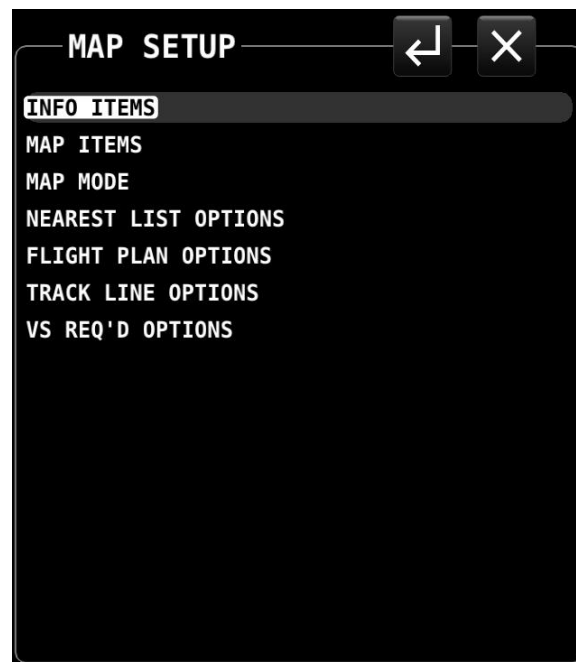 MAP SETUP
INFO ITEMS
MAP ITEMS
MAP MODE
NEAREST LIST OPTIONS
FLIGHT PLAN OPTIONS
TRACK LINE OPTIONS
VS REQ'D OPTIONS